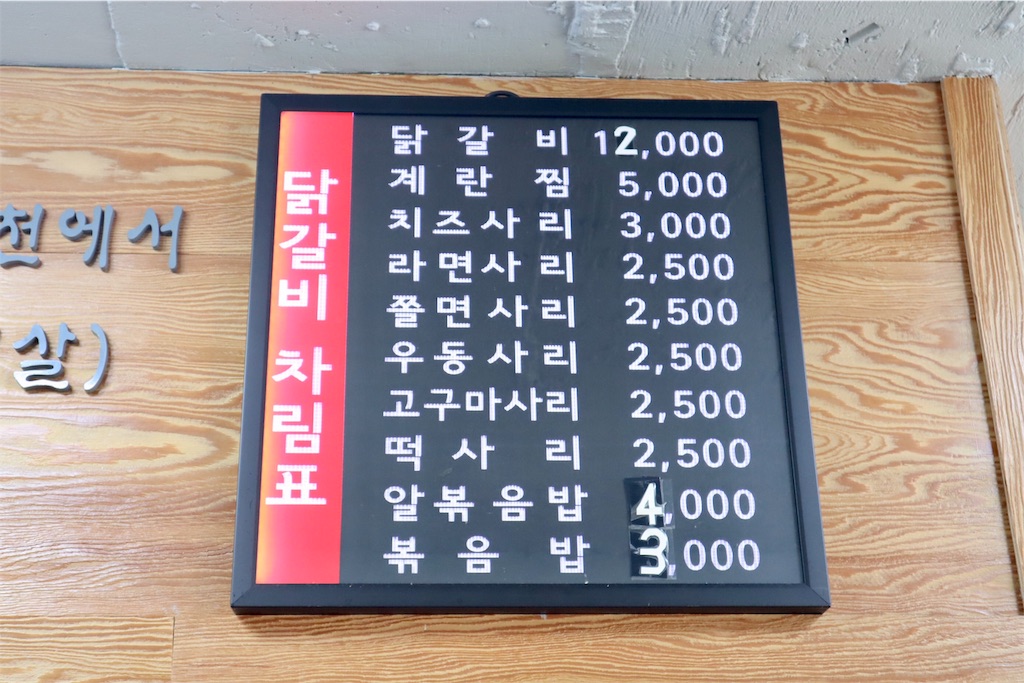 천에서
살)
닭갈비 차림표
닭 갈 비 12,000
계 란 찜 5,000
치즈사리 3,000
라면사리 2,500
쫄면사리 2,500
우동사리 2,500
고구마사리 2,500
떡 사 리 2,500
알볶음밥 4,000
볶 음 밥 3,000